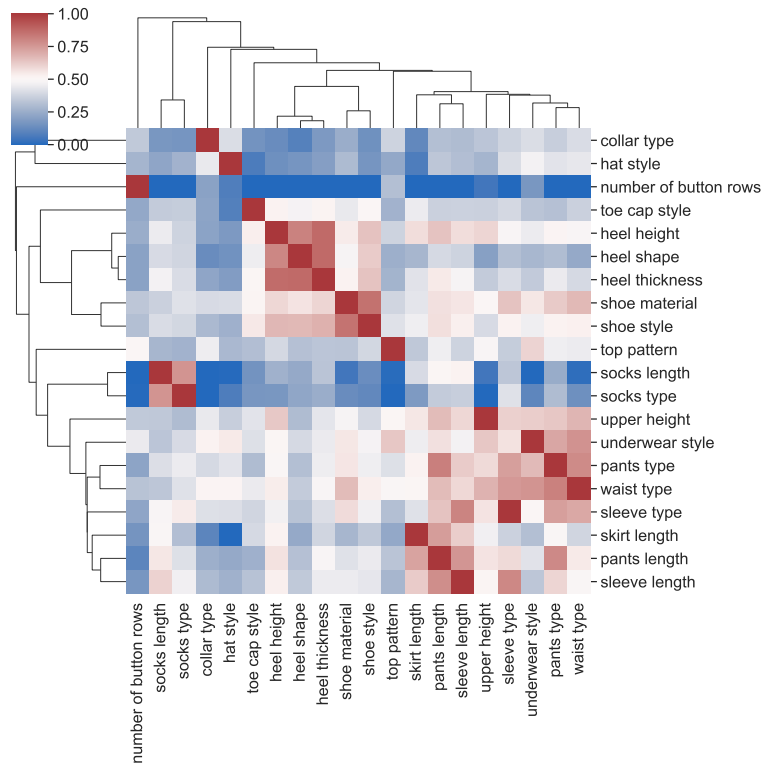 1.00
0.75
0.50
0.25
0.00
collar type
hat style
number of button rows
toe cap style
heel height
heel shape
heel thickness
shoe material
shoe style
top pattern
socks length
socks type
upper height
underwear style
pants type
waist type
sleeve type
skirt length
pants length
sleeve length
number of button rows
socks length
socks type
collar type
hat style
toe cap style
heel height
heel shape
heel thickness
shoe material
shoe style
top pattern
skirt length
pants length
sleeve length
upper height
sleeve type
underwear style
pants type
waist type